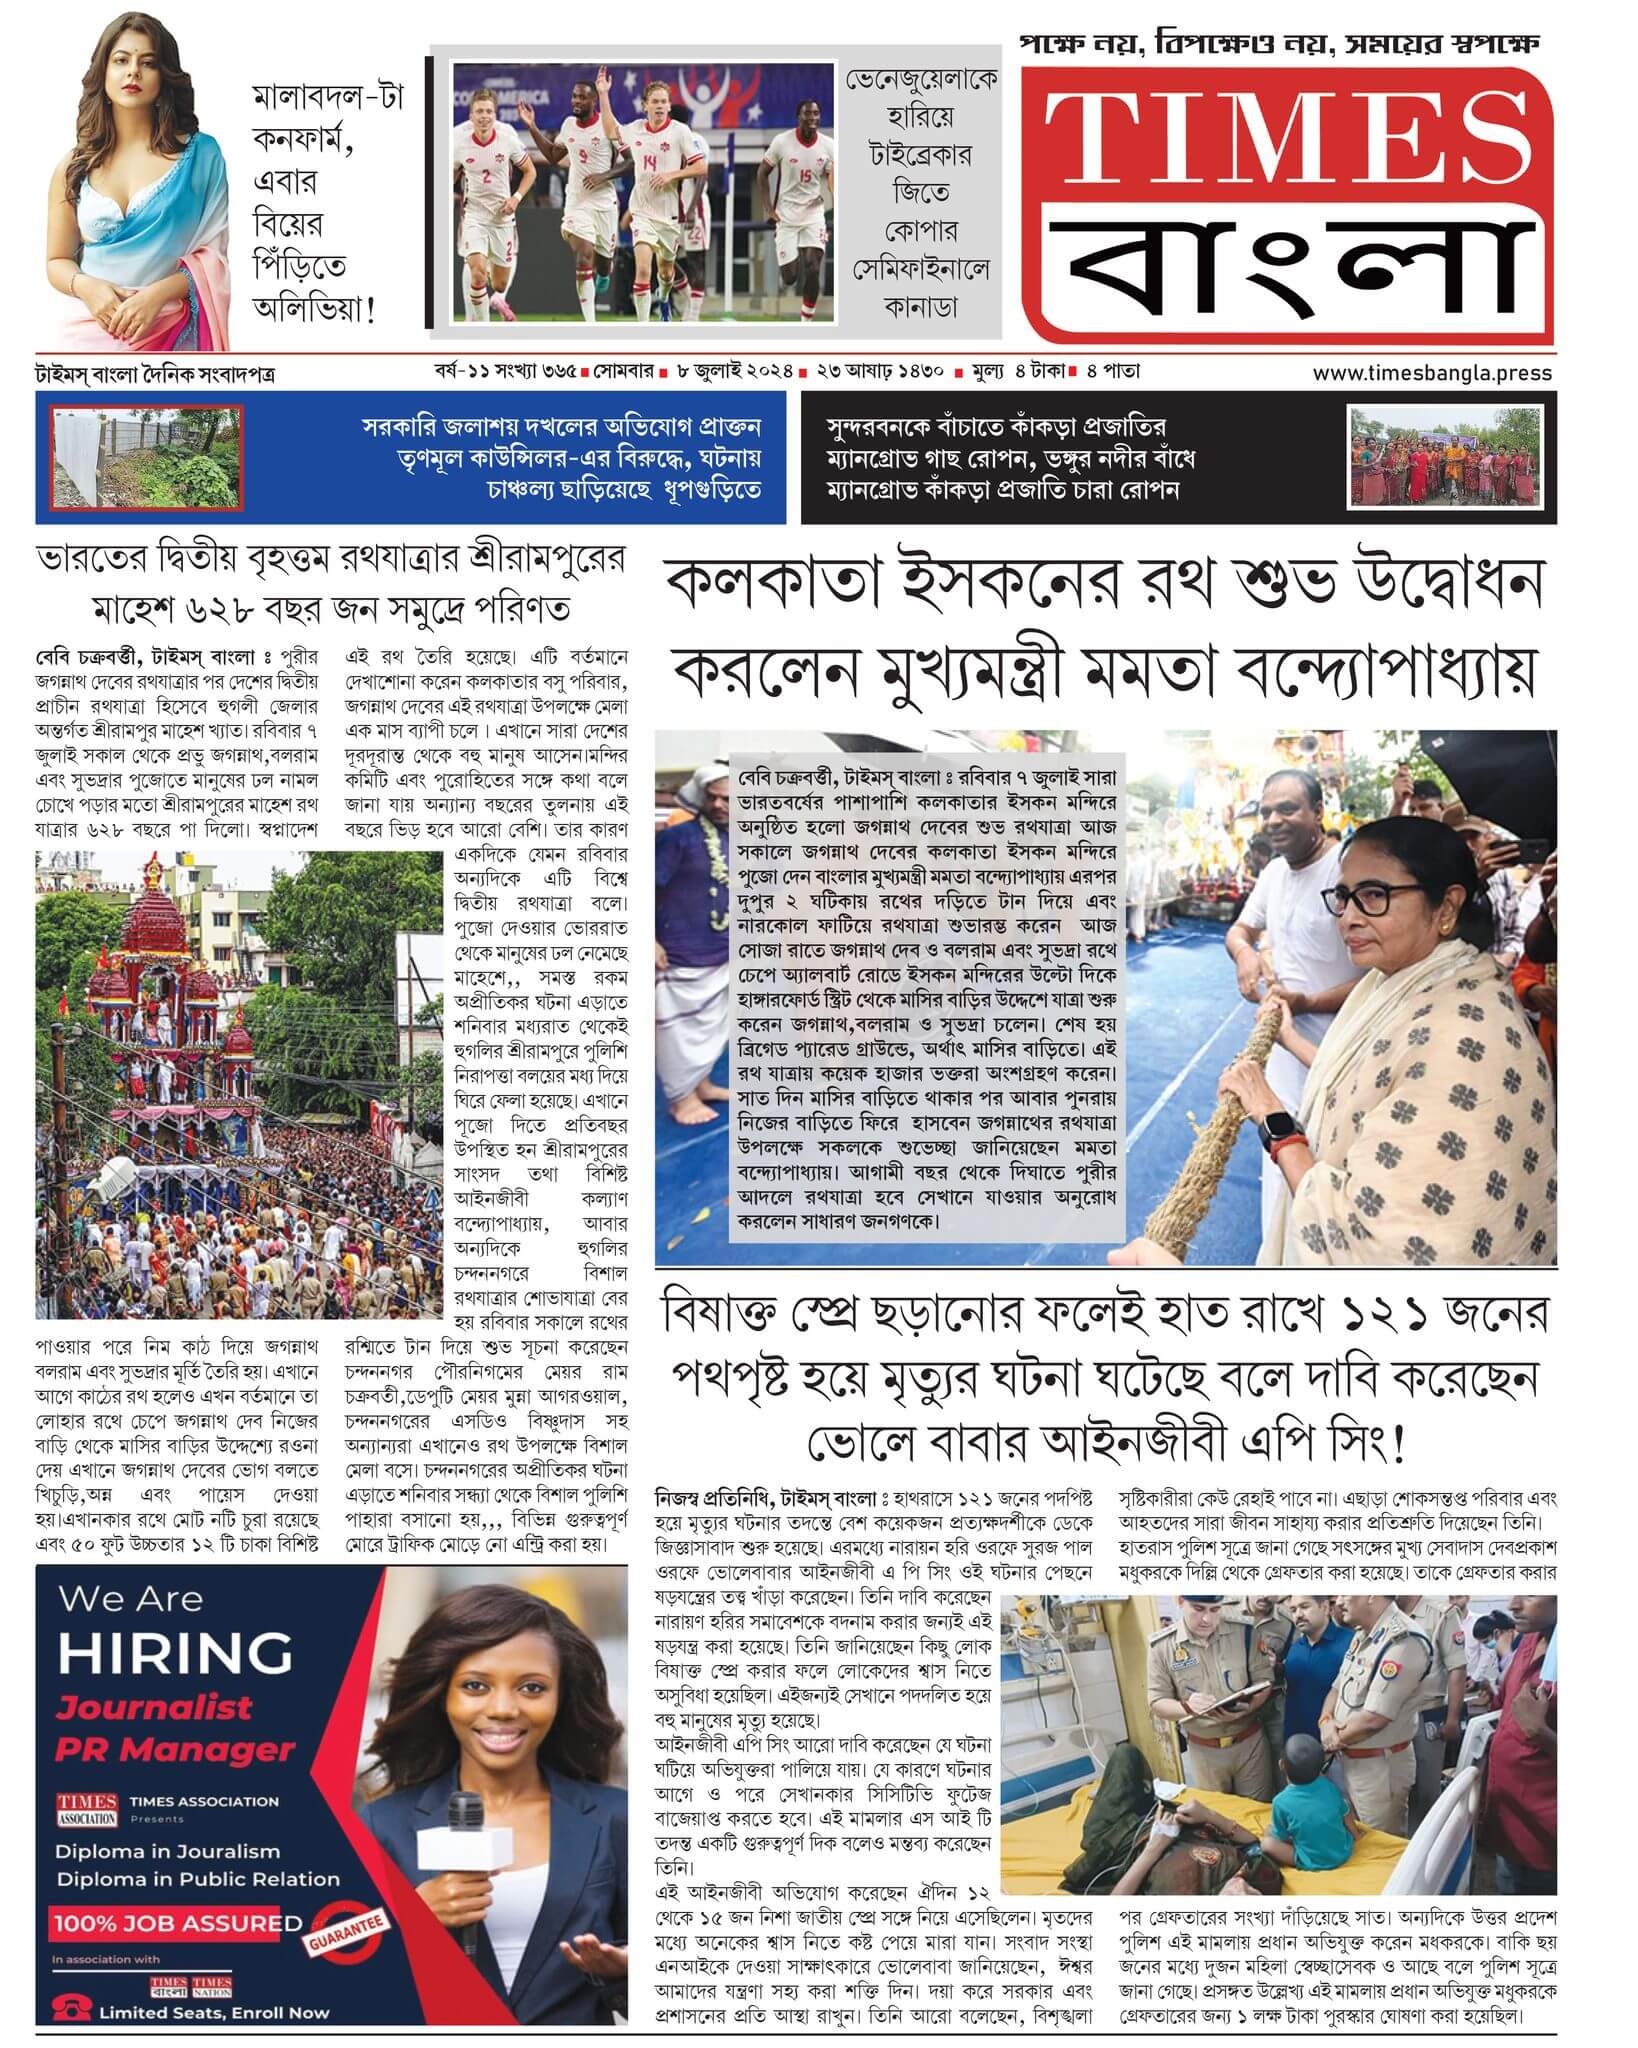 মালাবদল-টা
কনফার্ম,
এবার
বিয়ের
পিঁড়িতে
অলিভিয়া!
ভেনেজুয়েলাকে
হারিয়ে
টাইব্রেকার
জিতে
কোপার
সেমিফাইনালে
কানাডা
পক্ষে নয়, বিপক্ষেও নয়, সময়ের স্বপক্ষে
TIMES
বাংলা
টাইমস্ বাংলা দৈনিক সংবাদপত্র
বর্ষ-১১ সংখ্যা ৩৬৫ ■ সোমবার ■ ৮ জুলাই ২০২৪ ■ ২৩ আষাঢ় ১৪৩০ ■ মুল্য ৪ টাকা ■ ৪ পাতা
www.timesbangla.press
সরকারি জলাশয় দখলের অভিযোগ প্রাক্তন
তৃণমূল কাউন্সিলর-এর বিরুদ্ধে, ঘটনায়
চাঞ্চল্য ছাড়িয়েছে ধূপগুড়িতে
সুন্দরবনকে বাঁচাতে কাঁকড়া প্রজাতির
ম্যানগ্রোভ গাছ রোপন, ভঙ্গুর নদীর বাঁধে
ম্যানগ্রোভ কাঁকড়া প্রজাতি চারা রোপন
ভারতের দ্বিতীয় বৃহত্তম রথযাত্রার শ্রীরামপুরের
মাহেশ ৬২৮ বছর জন সমুদ্রে পরিণত
বেবি চক্রবর্ত্তী, টাইমস্ বাংলা ঃ পুরীর
জগন্নাথ দেবের রথযাত্রার পর দেশের দ্বিতীয়
প্রাচীন রথযাত্রা হিসেবে হুগলী জেলার
অন্তর্গত শ্রীরামপুর মাহেশ খ্যাত। রবিবার ৭
জুলাই সকাল থেকে প্রভু জগন্নাথ,বলরাম
এবং সুভদ্রার পুজোতে মানুষের ঢল নামল
চোখে পড়ার মতো শ্রীরামপুরের মাহেশ রথ
যাত্রার ৬২৮ বছরে পা দিলো। স্বপ্নাদেশ
পাওয়ার পরে নিম কাঠ দিয়ে জগন্নাথ
বলরাম এবং সুভদ্রার মূর্তি তৈরি হয়। এখানে
আগে কাঠের রথ হলেও এখন বর্তমানে তা
লোহার রথে চেপে জগন্নাথ দেব নিজের
বাড়ি থেকে মাসির বাড়ির উদ্দেশ্যে রওনা
দেয় এখানে জগন্নাথ দেবের ভোগ বলতে
খিচুড়ি,অন্ন এবং পায়েস দেওয়া
হয়।এখানকার রথে মোট নটি চুরা রয়েছে
এবং ৫০ ফুট উচ্চতার ১২ টি চাকা বিশিষ্ট
এই রথ তৈরি হয়েছে। এটি বর্তমানে
দেখাশোনা করেন কলকাতার বসু পরিবার,
জগন্নাথ দেবের এই রথযাত্রা উপলক্ষে মেলা
এক মাস ব্যাপী চলে । এখানে সারা দেশের
দূরদূরান্ত থেকে বহু মানুষ আসেন।মন্দির
কমিটি এবং পুরোহিতের সঙ্গে কথা বলে
জানা যায় অন্যান্য বছরের তুলনায় এই
বছরে ভিড় হবে আরো বেশি। তার কারণ
একদিকে যেমন রবিবার
অন্যদিকে এটি বিশ্বে
দ্বিতীয় রথযাত্রা বলে।
পুজো দেওয়ার ভোররাত
থেকে মানুষের ঢল নেমেছে
মাহেশে,, সমস্ত রকম
অপ্রীতিকর ঘটনা এড়াতে
শনিবার মধ্যরাত থেকেই
হুগলির শ্রীরামপুরে পুলিশি
নিরাপত্তা বলয়ের মধ্য দিয়ে
ঘিরে ফেলা হয়েছে। এখানে
পূজো দিতে প্রতিবছর
উপস্থিত হন শ্রীরামপুরের
সাংসদ তথা বিশিষ্ট
আইনজীবী কল্যাণ
বন্দ্যোপাধ্যায়, আবার
অন্যদিকে হুগলির
চন্দননগরে বিশাল
রথযাত্রার শোভাযাত্রা বের
হয় রবিবার সকালে রথের
রশ্মিতে টান দিয়ে শুভ সূচনা করেছেন
চন্দননগর পৌরনিগমের মেয়র রাম
চক্রবর্তী,ডেপুটি মেয়র মুন্না আগরওয়াল,
চন্দননগরের এসডিও বিষ্ণুদাস সহ
অন্যান্যরা এখানেও রথ উপলক্ষে বিশাল
মেলা বসে। চন্দননগরের অপ্রীতিকর ঘটনা
এড়াতে শনিবার সন্ধ্যা থেকে বিশাল পুলিশি
পাহারা বসানো হয়,,, বিভিন্ন গুরুত্বপূর্ণ
মোরে ট্রাফিক মোড়ে নো এন্ট্রি করা হয়।
কলকাতা ইসকনের রথ শুভ উদ্বোধন
করলেন মুখ্যমন্ত্রী মমতা বন্দ্যোপাধ্যায়
বেবি চক্রবর্ত্তী, টাইমস্ বাংলা ঃ রবিবার ৭ জুলাই সারা
ভারতবর্ষের পাশাপাশি কলকাতার ইসকন মন্দিরে
অনুষ্ঠিত হলো জগন্নাথ দেবের শুভ রথযাত্রা আজ
সকালে জগন্নাথ দেবের কলকাতা ইসকন মন্দিরে
পুজো দেন বাংলার মুখ্যমন্ত্রী মমতা বন্দ্যোপাধ্যায় এরপর
দুপুর ২ ঘটিকায় রথের দড়িতে টান দিয়ে এবং
নারকোল ফাটিয়ে রথযাত্রা শুভারম্ভ করেন আজ
সোজা রাতে জগন্নাথ দেব ও বলরাম এবং সুভদ্রা রথে
চেপে অ্যালবার্ট রোডে ইসকন মন্দিরের উল্টো দিকে
হাঙ্গারফোর্ড স্ট্রিট থেকে মাসির বাড়ির উদ্দেশে যাত্রা শুরু
করেন জগন্নাথ,বলরাম ও সুভদ্রা চলেন। শেষ হয়
ব্রিগেড প্যারেড গ্রাউন্ডে, অর্থাৎ মাসির বাড়িতে। এই
রথ যাত্রায় কয়েক হাজার ভক্তরা অংশগ্রহণ করেন।
সাত দিন মাসির বাড়িতে থাকার পর আবার পুনরায়
নিজের বাড়িতে ফিরে হাসবেন জগন্নাথের রথযাত্রা
উপলক্ষে সকলকে শুভেচ্ছা জানিয়েছেন মমতা
বন্দ্যোপাধ্যায়। আগামী বছর থেকে দিঘাতে পুরীর
আদলে রথযাত্রা হবে সেখানে যাওয়ার অনুরোধ
করলেন সাধারণ জনগণকে।
বিষাক্ত স্প্রে ছড়ানোর ফলেই হাত রাখে ১২১ জনের
পথপৃষ্ট হয়ে মৃত্যুর ঘটনা ঘটেছে বলে দাবি করেছেন
ভোলে বাবার আইনজীবী এপি সিং!
নিজস্ব প্রতিনিধি, টাইমস্ বাংলা ঃ হাথরাসে ১২১ জনের পদপিষ্ট
হয়ে মৃত্যুর ঘটনার তদন্তে বেশ কয়েকজন প্রত্যক্ষদর্শীকে ডেকে
জিজ্ঞাসাবাদ শুরু হয়েছে। এরমধ্যে নারায়ন হরি ওরফে সুরজ পাল
ওরফে ভোলেবাবার আইনজীবী এ পি সিং ওই ঘটনার পেছনে
ষড়যন্ত্রের তত্ত্ব খাঁড়া করেছেন। তিনি দাবি করেছেন
নারায়ণ হরির সমাবেশকে বদনাম করার জন্যই এই
ষড়যন্ত্র করা হয়েছে। তিনি জানিয়েছেন কিছু লোক
বিষাক্ত স্প্রে করার ফলে লোকেদের শ্বাস নিতে
অসুবিধা হয়েছিল। এইজন্যই সেখানে পদদলিত হয়ে
বহু মানুষের মৃত্যু হয়েছে।
আইনজীবী এপি সিং আরো দাবি করেছেন যে ঘটনা
ঘটিয়ে অভিযুক্তরা পালিয়ে যায়। যে কারণে ঘটনার
আগে ও পরে সেখানকার সিসিটিভি ফুটেজ
বাজেয়াপ্ত করতে হবে। এই মামলার এস আই টি
তদন্ত একটি গুরুত্বপূর্ণ দিক বলেও মন্তব্য করেছেন
তিনি।
এই আইনজীবী অভিযোগ করেছেন ঐদিন ১২
থেকে ১৫ জন নিশা জাতীয় স্প্রে সঙ্গে নিয়ে এসেছিলেন। মৃতদের
মধ্যে অনেকের শ্বাস নিতে কষ্ট পেয়ে মারা যান। সংবাদ সংস্থা
এনআইকে দেওয়া সাক্ষাৎকারে ভোলেবাবা জানিয়েছেন, ঈশ্বর
আমাদের যন্ত্রণা সহ্য করা শক্তি দিন। দয়া করে সরকার এবং
প্রশাসনের প্রতি আস্থা রাখুন। তিনি আরো বলেছেন, বিশৃঙ্খলা
সৃষ্টিকারীরা কেউ রেহাই পাবে না। এছাড়া শোকসন্তপ্ত পরিবার এবং
আহতদের সারা জীবন সাহায্য করার প্রতিশ্রুতি দিয়েছেন তিনি।
হাতরাস পুলিশ সূত্রে জানা গেছে সৎসঙ্গের মুখ্য সেবাদাস দেবপ্রকাশ
মধুকরকে দিল্লি থেকে গ্রেফতার করা হয়েছে। তাকে গ্রেফতার করার
পর গ্রেফতারের সংখ্যা দাঁড়িয়েছে সাত। অন্যদিকে উত্তর প্রদেশ
পুলিশ এই মামলায় প্রধান অভিযুক্ত করেন মধকরকে। বাকি ছয়
জনের মধ্যে দুজন মহিলা স্বেচ্ছাসেবক ও আছে বলে পুলিশ সূত্রে
জানা গেছে। প্রসঙ্গত উল্লেখ্য এই মামলায় প্রধান অভিযুক্ত মধুকরকে
গ্রেফতারের জন্য ১ লক্ষ টাকা পুরস্কার ঘোষণা করা হয়েছিল।
We Are
HIRING
Journalist
PR Manager
TIMES
ASSOCIATION
TIMES ASSOCIATION
Presents
Diploma in Jouralism
Diploma in Public Relation
100% JOB ASSURED
GUARANTEE
In association with
TIMES
বাংলা
TIMES
NATION
Limited Seats, Enroll Now